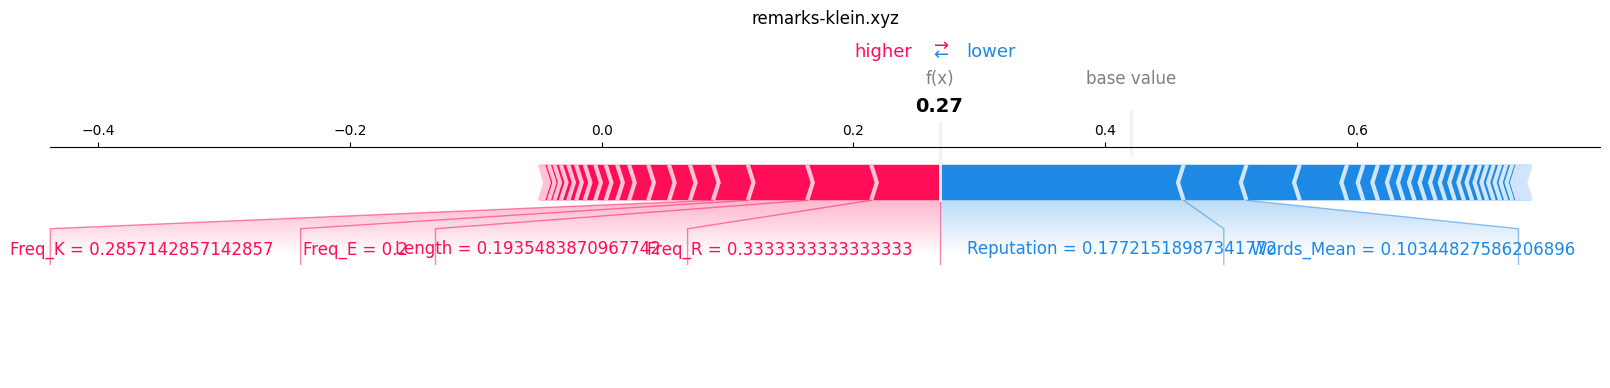 remarks-klein.xyz
higher ⇄ lower
f(x) base value
0.27
−0.4 −0.2 0.0 0.2 0.4 0.6
Freq_K = 0.2857142857142857 Freq_E = 0.2 Length = 0.1935483870967742 Freq_R = 0.3333333333333333 Reputation = 0.17721518987341772 Words_Mean = 0.10344827586206896